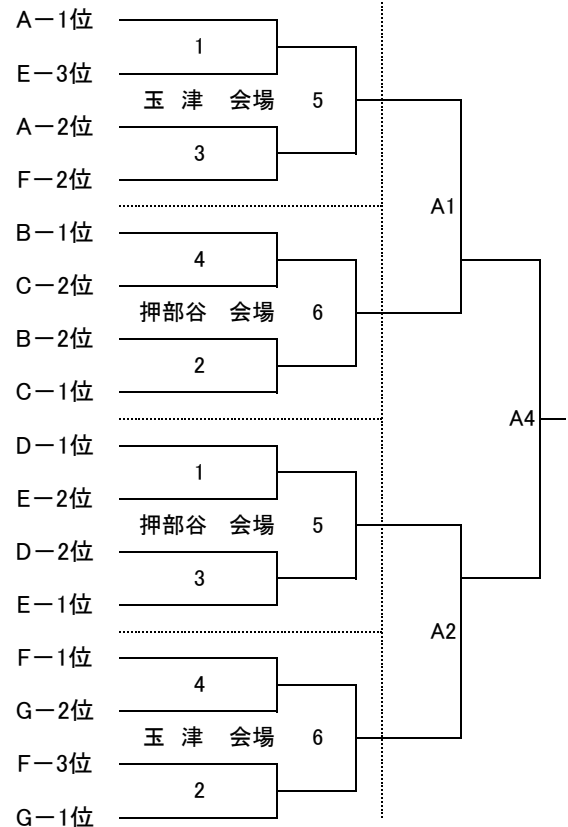 A－1位
1
E－3位
玉　津　会場　5
A－2位
3
F－2位
A1
B－1位
4
C－2位
押部谷　会場　6
B－2位
2
C－1位
A4
D－1位
1
E－2位
押部谷　会場　5
D－2位
3
E－1位
A2
F－1位
4
G－2位
玉　津　会場　6
F－3位
2
G－1位